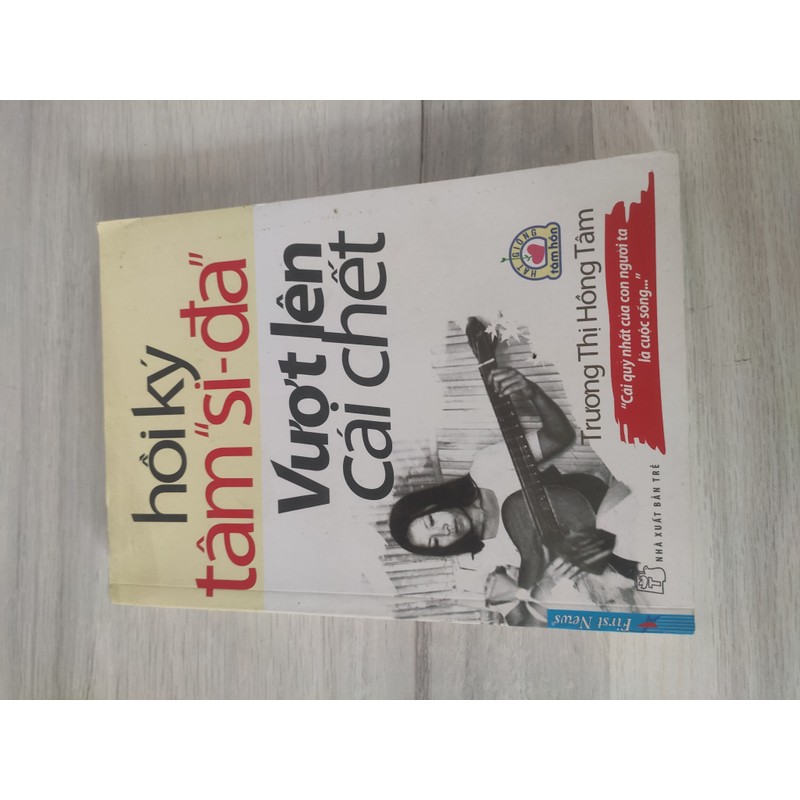 hồi ký
tâm "si-đa"
Vượt lên
cái chết
HẠT GIỐNG
tâm hồn
Trương Thị Hồng Tâm
"Cái quý nhất của con người ta
là cuộc sống..."
NHÀ XUẤT BẢN TRẺ
First News